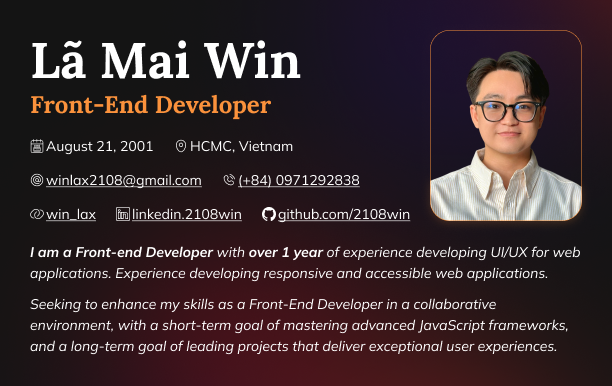 Lã Mai Win
Front-End Developer
August 21, 2001 HCMC, Vietnam
winlax2108@gmail.com (+84) 0971292838
win_lax linkedin.2108win github.com/2108win
I am a Front-end Developer with over 1 year of experience developing UI/UX for web
applications. Experience developing responsive and accessible web applications.
Seeking to enhance my skills as a Front-End Developer in a collaborative
environment, with a short-term goal of mastering advanced JavaScript frameworks,
and a long-term goal of leading projects that deliver exceptional user experiences.